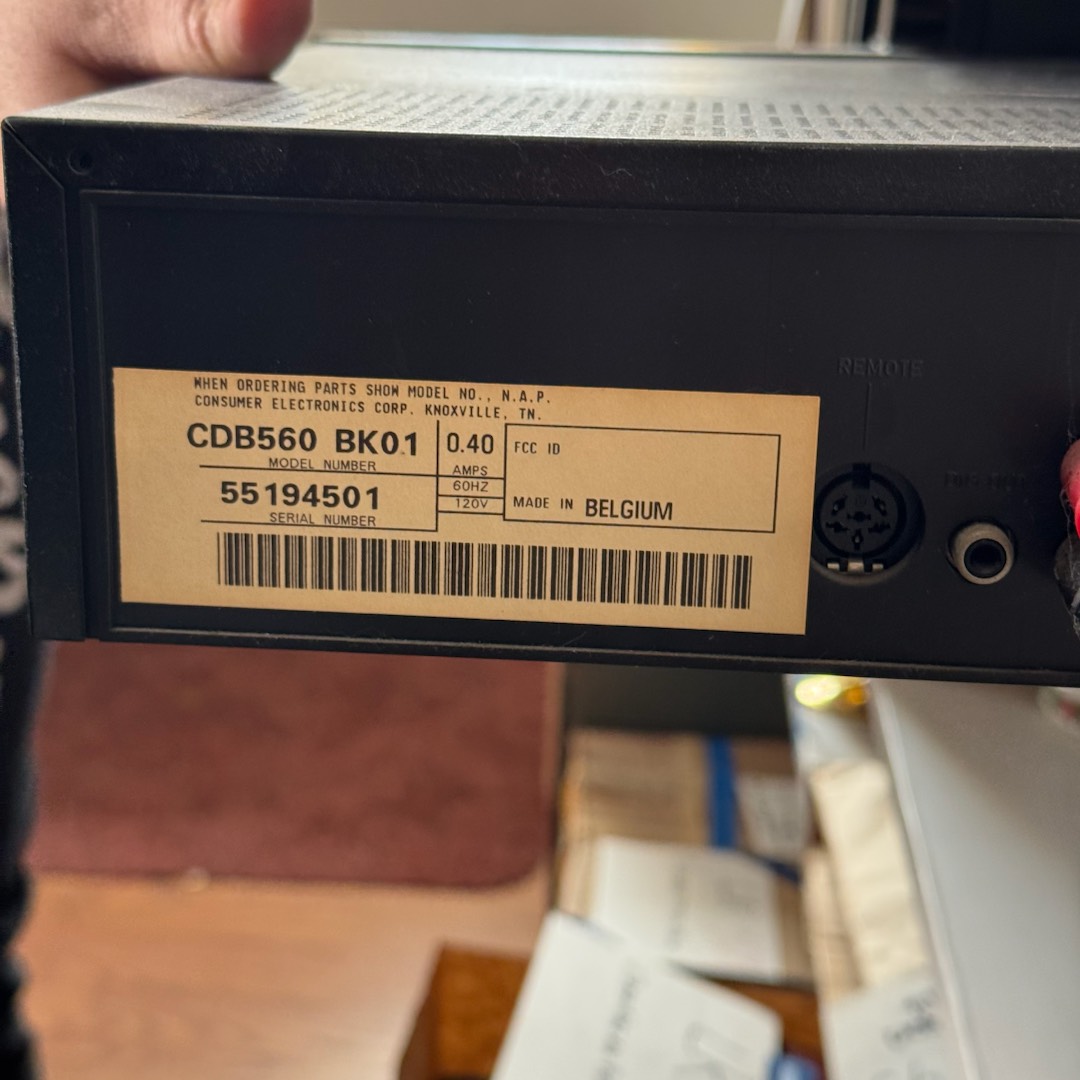 REMOTE
WHEN ORDERING PARTS SHOW MODEL NO., N.A.P.
CONSUMER ELECTRONICS CORP. KNOXVILLE, TN.
CDB560 BK01
MODEL NUMBER
55194501
SERIAL NUMBER
0.40
AMPS
60HZ
120V
FCC ID
MADE IN BELGIUM